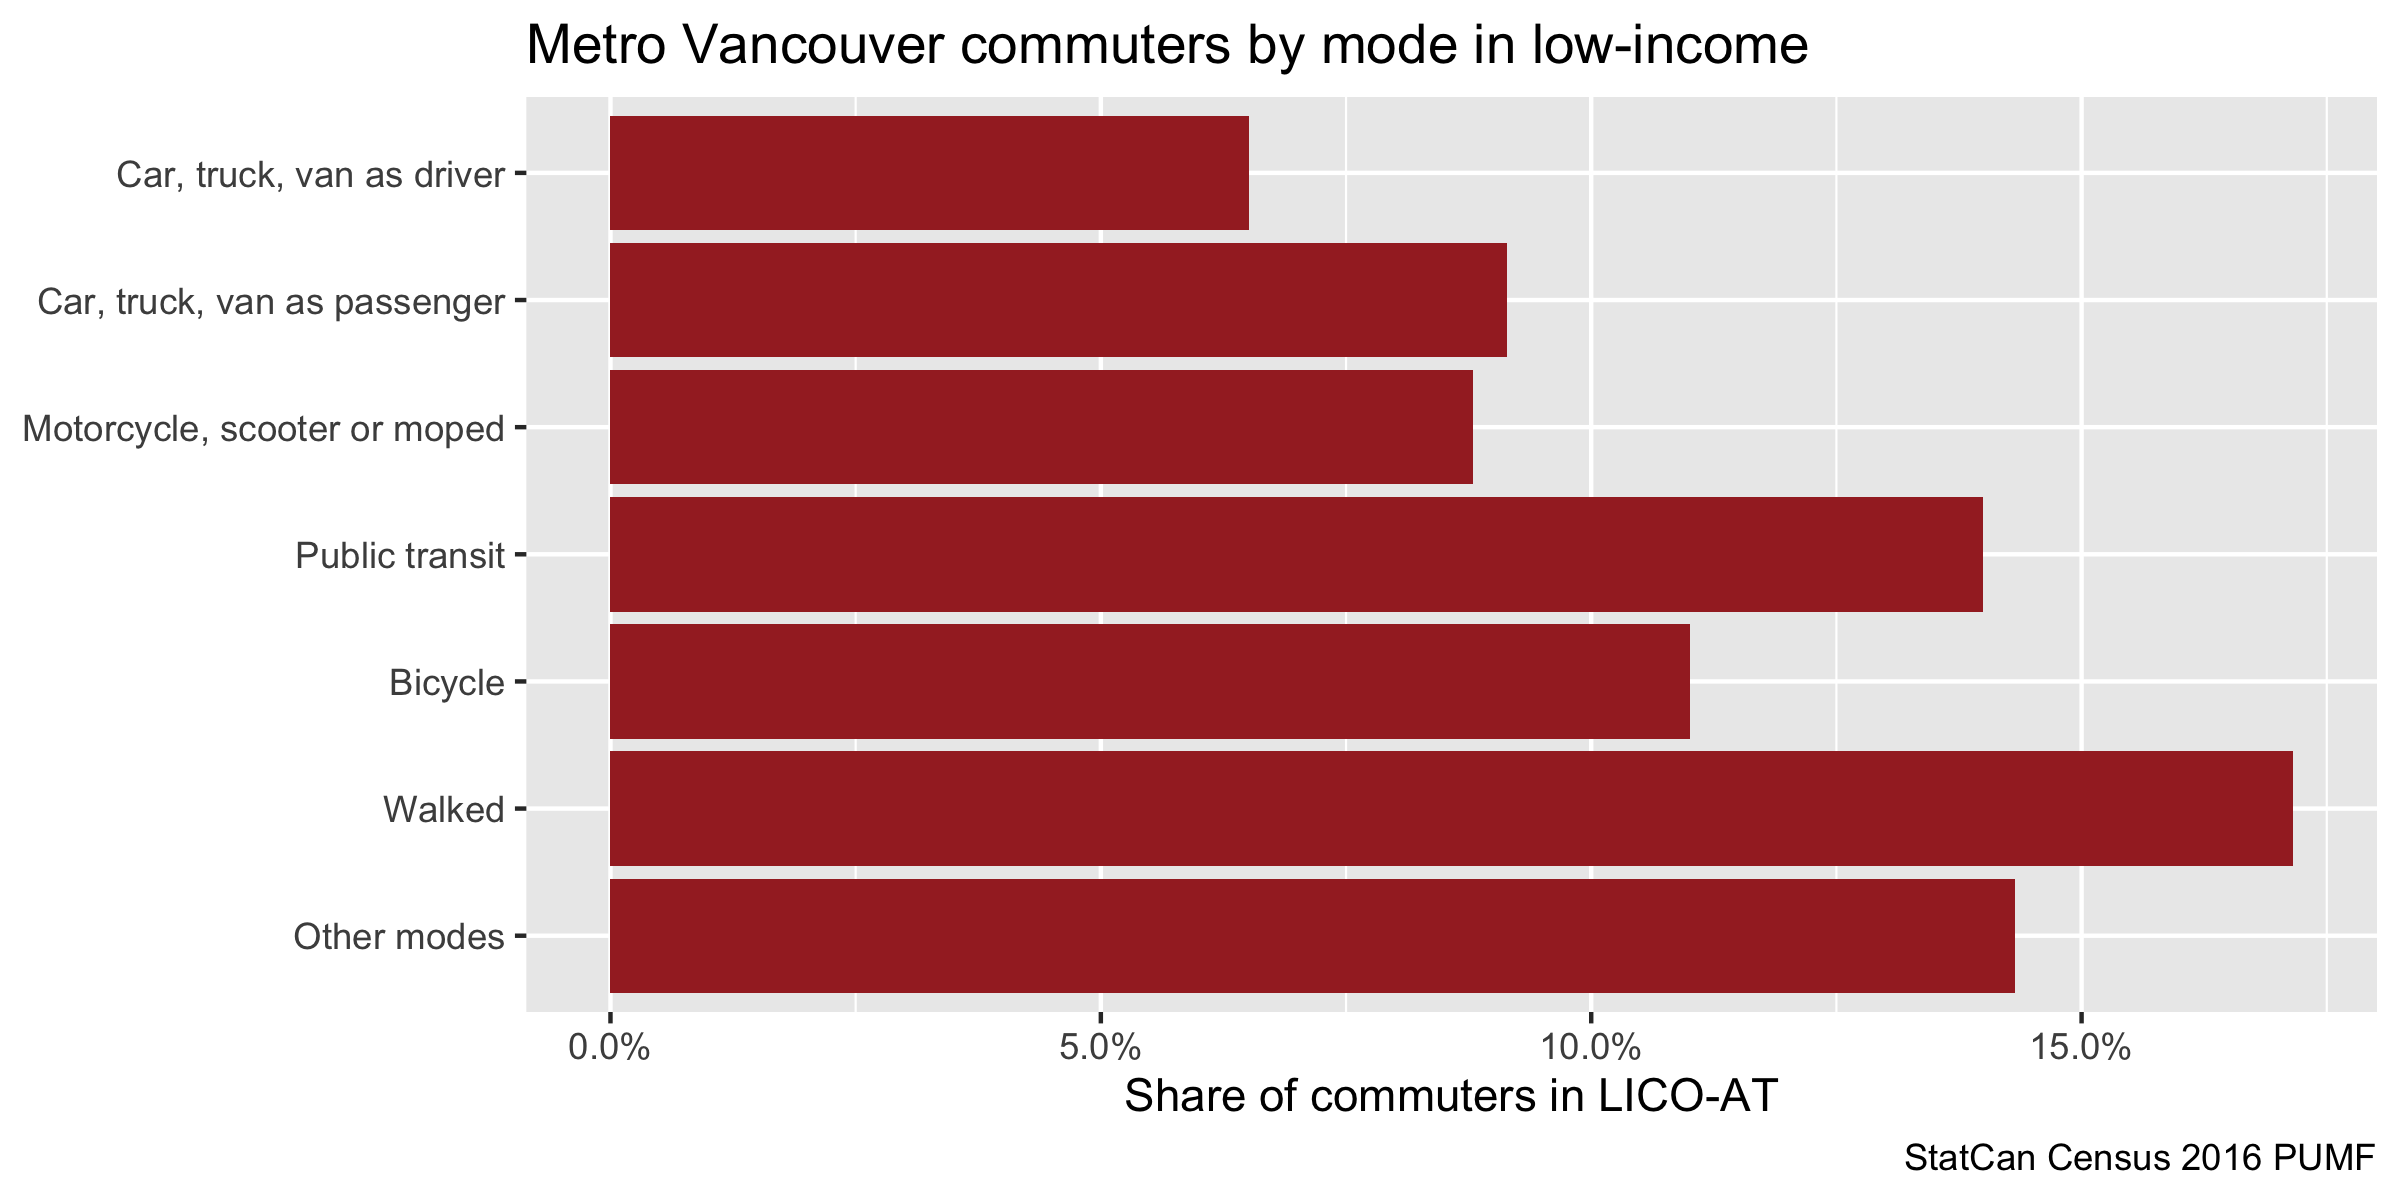 Metro Vancouver commuters by mode in low-income
Car, truck, van as driver
Car, truck, van as passenger
Motorcycle, scooter or moped
Public transit
Bicycle
Walked
Other modes
0.0% 5.0% 10.0% 15.0%
Share of commuters in LICO-AT
StatCan Census 2016 PUMF